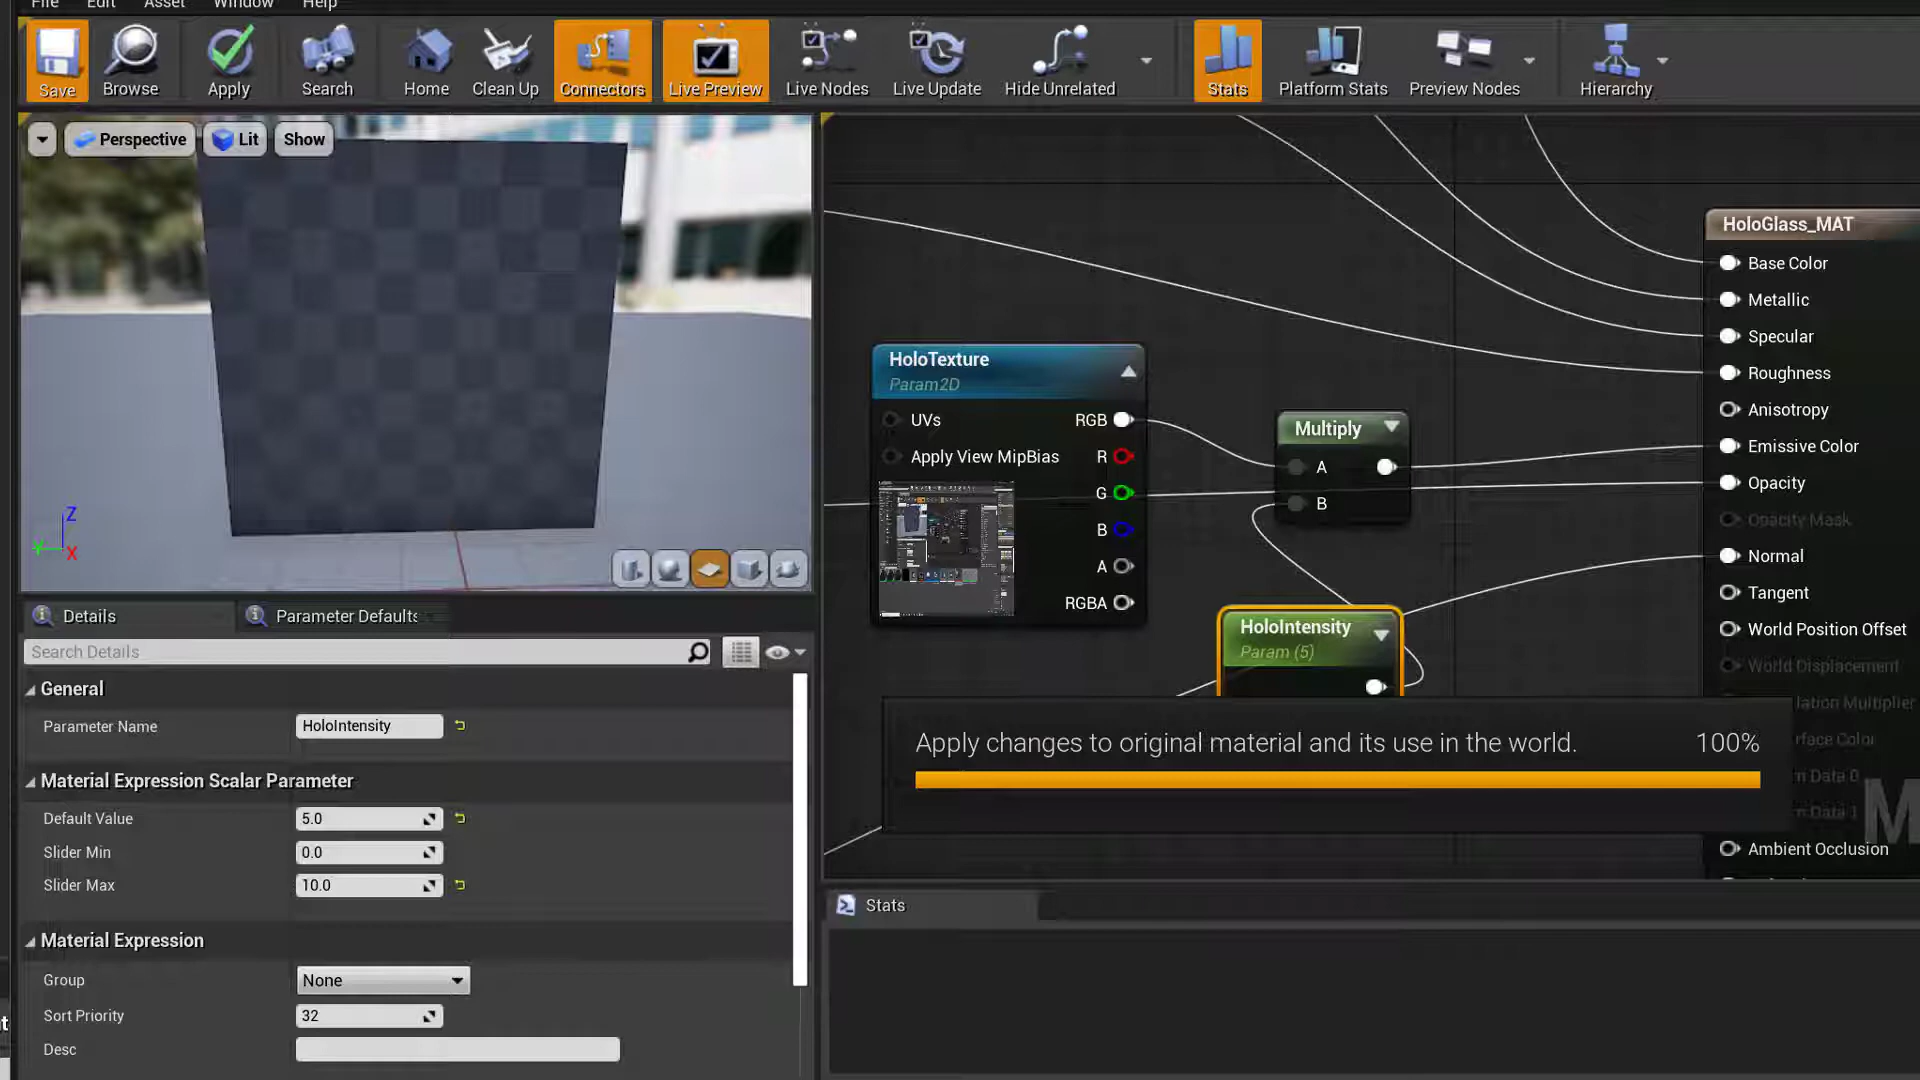 File Edit Asset Window Help
Save Browse Apply Search Home Clean Up Connectors Live Preview Live Nodes Live Update Hide Unrelated Stats Platform Stats Preview Nodes Hierarchy
Perspective Lit Show
Z
Y
X
HoloTexture
Param2D
UVs
RGB
Apply View MipBias
R
G
B
A
RGBA
Multiply
A
B
HoloIntensity
Param (5)
HoloGlass_MAT
Base Color
Metallic
Specular
Roughness
Anisotropy
Emissive Color
Opacity
Opacity Mask
Normal
Tangent
World Position Offset
World Displacement
lation Multiplier
rface Color
n Data 0
n Data 1
Ambient Occlusion
M
Apply changes to original material and its use in the world. 100%
Details Parameter Defaults
Search Details
General
Parameter Name HoloIntensity
Material Expression Scalar Parameter
Default Value 5.0
Slider Min 0.0
Slider Max 10.0
Material Expression
Group None
Sort Priority 32
Desc
Stats